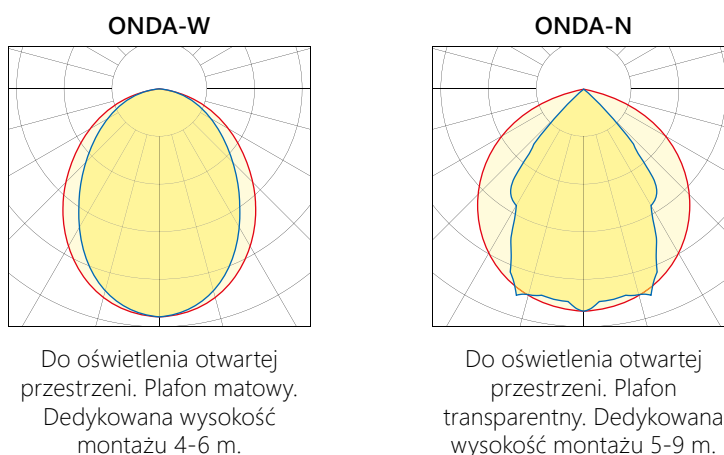 ONDA-W
Do oświetlenia otwartej
przestrzeni. Plafon matowy.
Dedykowana wysokość
montażu 4-6 m.
ONDA-N
Do oświetlenia otwartej
przestrzeni. Plafon
transparentny. Dedykowana
wysokość montażu 5-9 m.